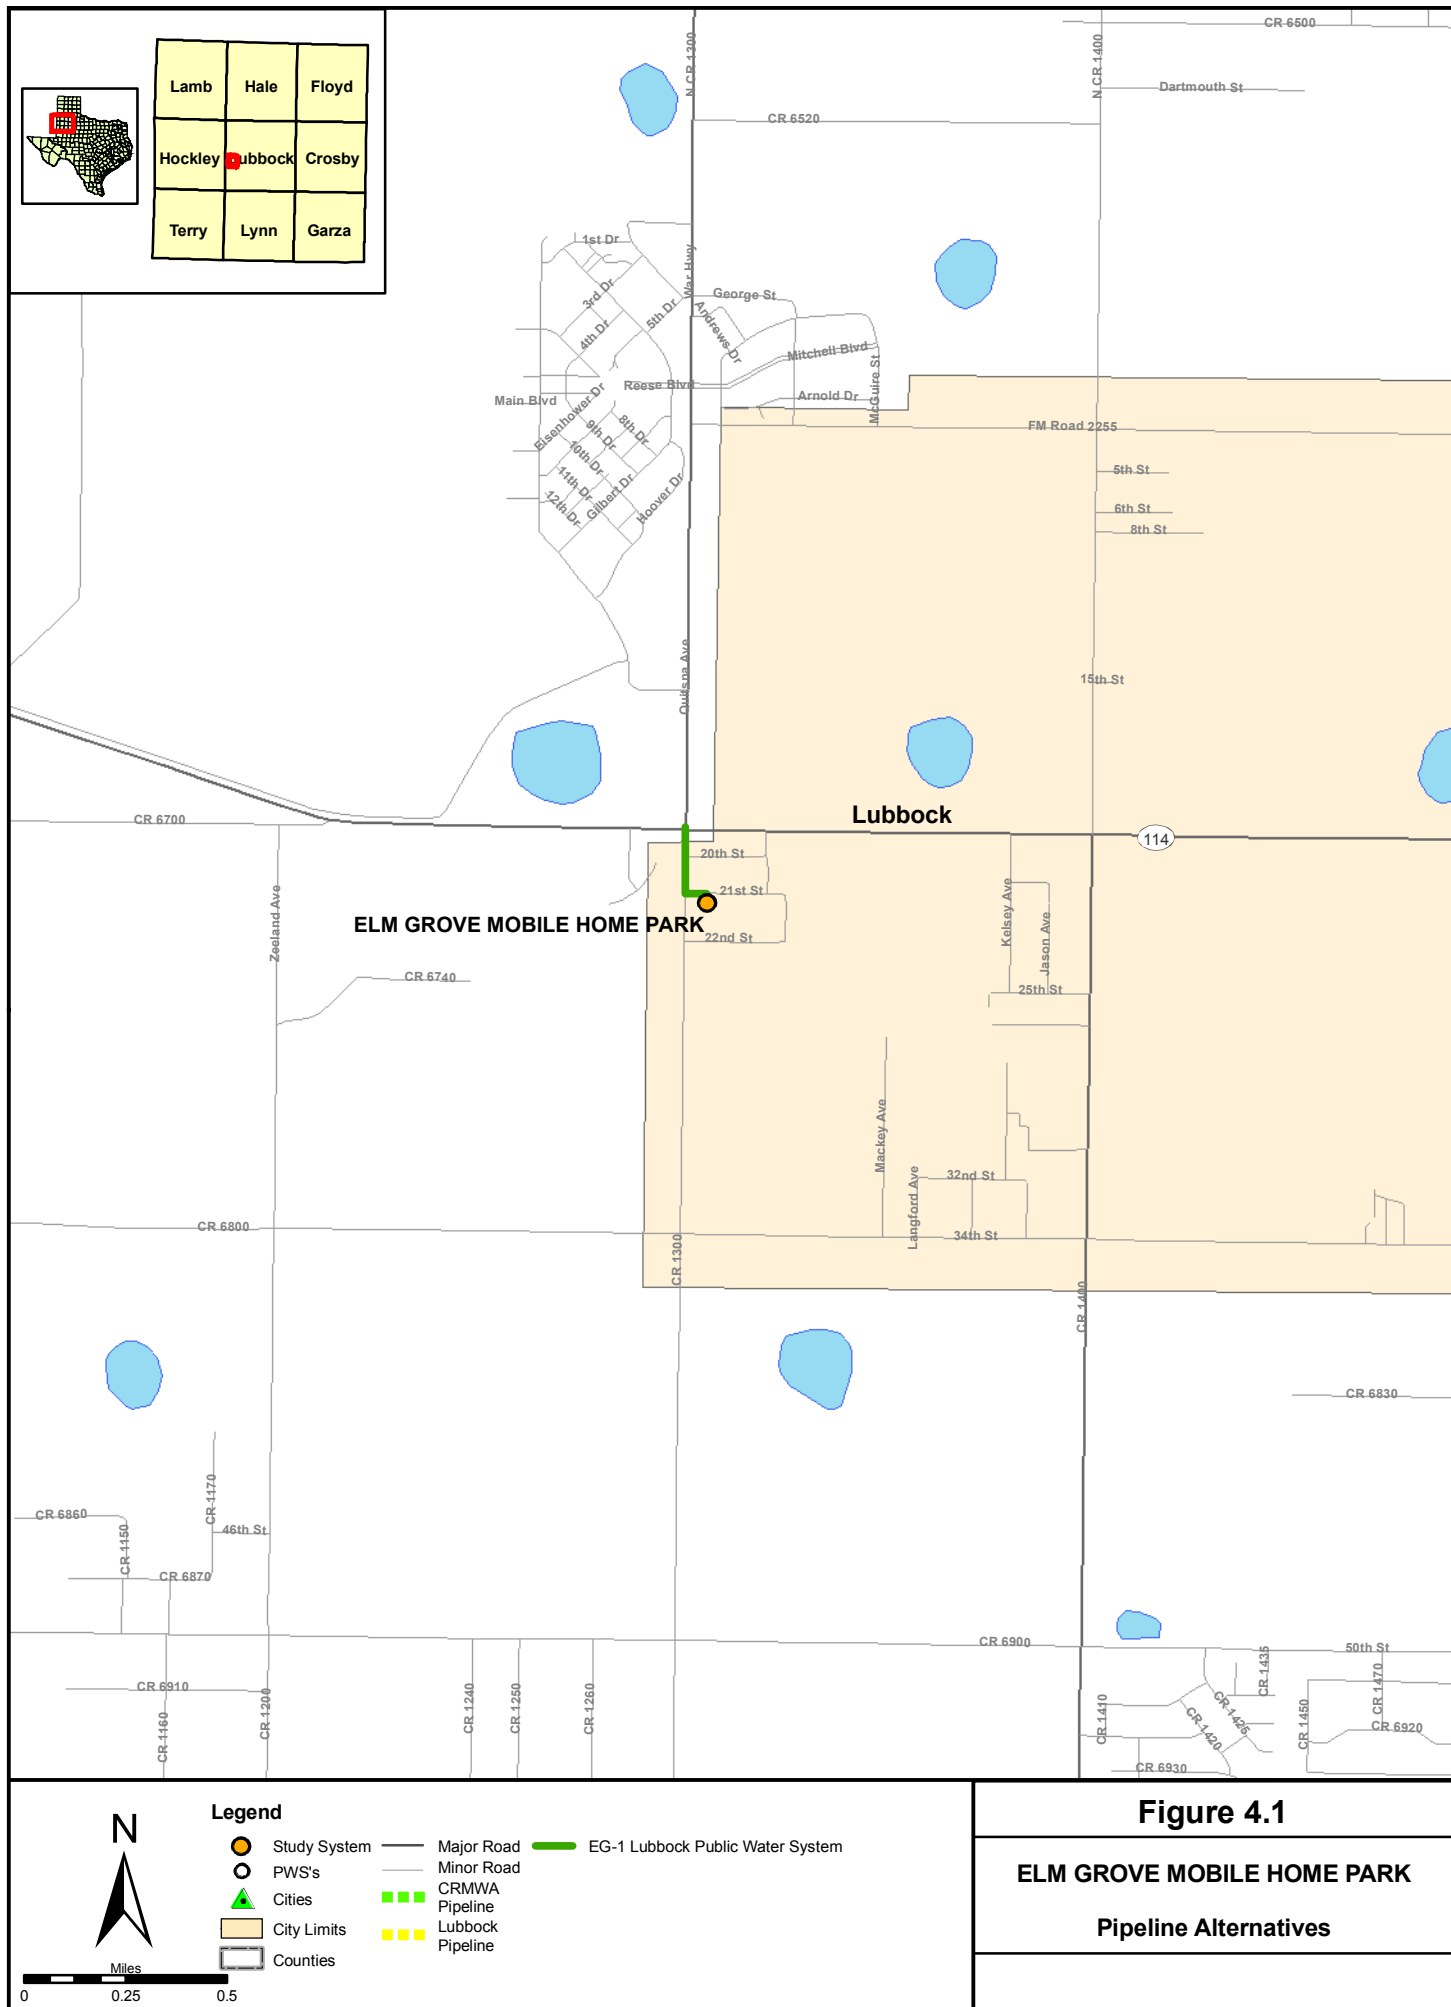 Lamb
Hale
Floyd
Hockley
Lubbock
Crosby
Terry
Lynn
Garza
CR 6500
N CR 1300
N CR 1400
Dartmouth St
CR 6520
1st Dr
War Hwy
3rd Dr
5th Dr
4th Dr
George St
Andrews Dr
Mitchell Blvd
McGuire St
Reese Blvd
Main Blvd
Arnold Dr
Eisenhower Dr
8th Dr
9th Dr
10th Dr
11th Dr
12th Dr
Gilbert Dr
Hoover Dr
FM Road 2255
5th St
6th St
8th St
Quitsna Ave
15th St
CR 6700
Lubbock
114
20th St
21st St
22nd St
ELM GROVE MOBILE HOME PARK
Zeeland Ave
Kelsey Ave
Jason Ave
CR 6740
25th St
Mackey Ave
Langford Ave
32nd St
34th St
CR 6800
CR 1300
CR 1400
CR 6830
CR 1170
CR 6860
CR 1150
46th St
CR 6870
CR 6900
50th St
CR 6910
CR 1160
CR 1200
CR 1240
CR 1250
CR 1260
CR 1410
CR 1420
CR 1425
CR 1435
CR 1450
CR 1470
CR 6920
CR 6930
N
Miles
0 0.25 0.5
Legend
Study System
PWS's
Cities
City Limits
Counties
Major Road
Minor Road
CRMWA
Pipeline
Lubbock
Pipeline
EG-1 Lubbock Public Water System
Figure 4.1
ELM GROVE MOBILE HOME PARK
Pipeline Alternatives